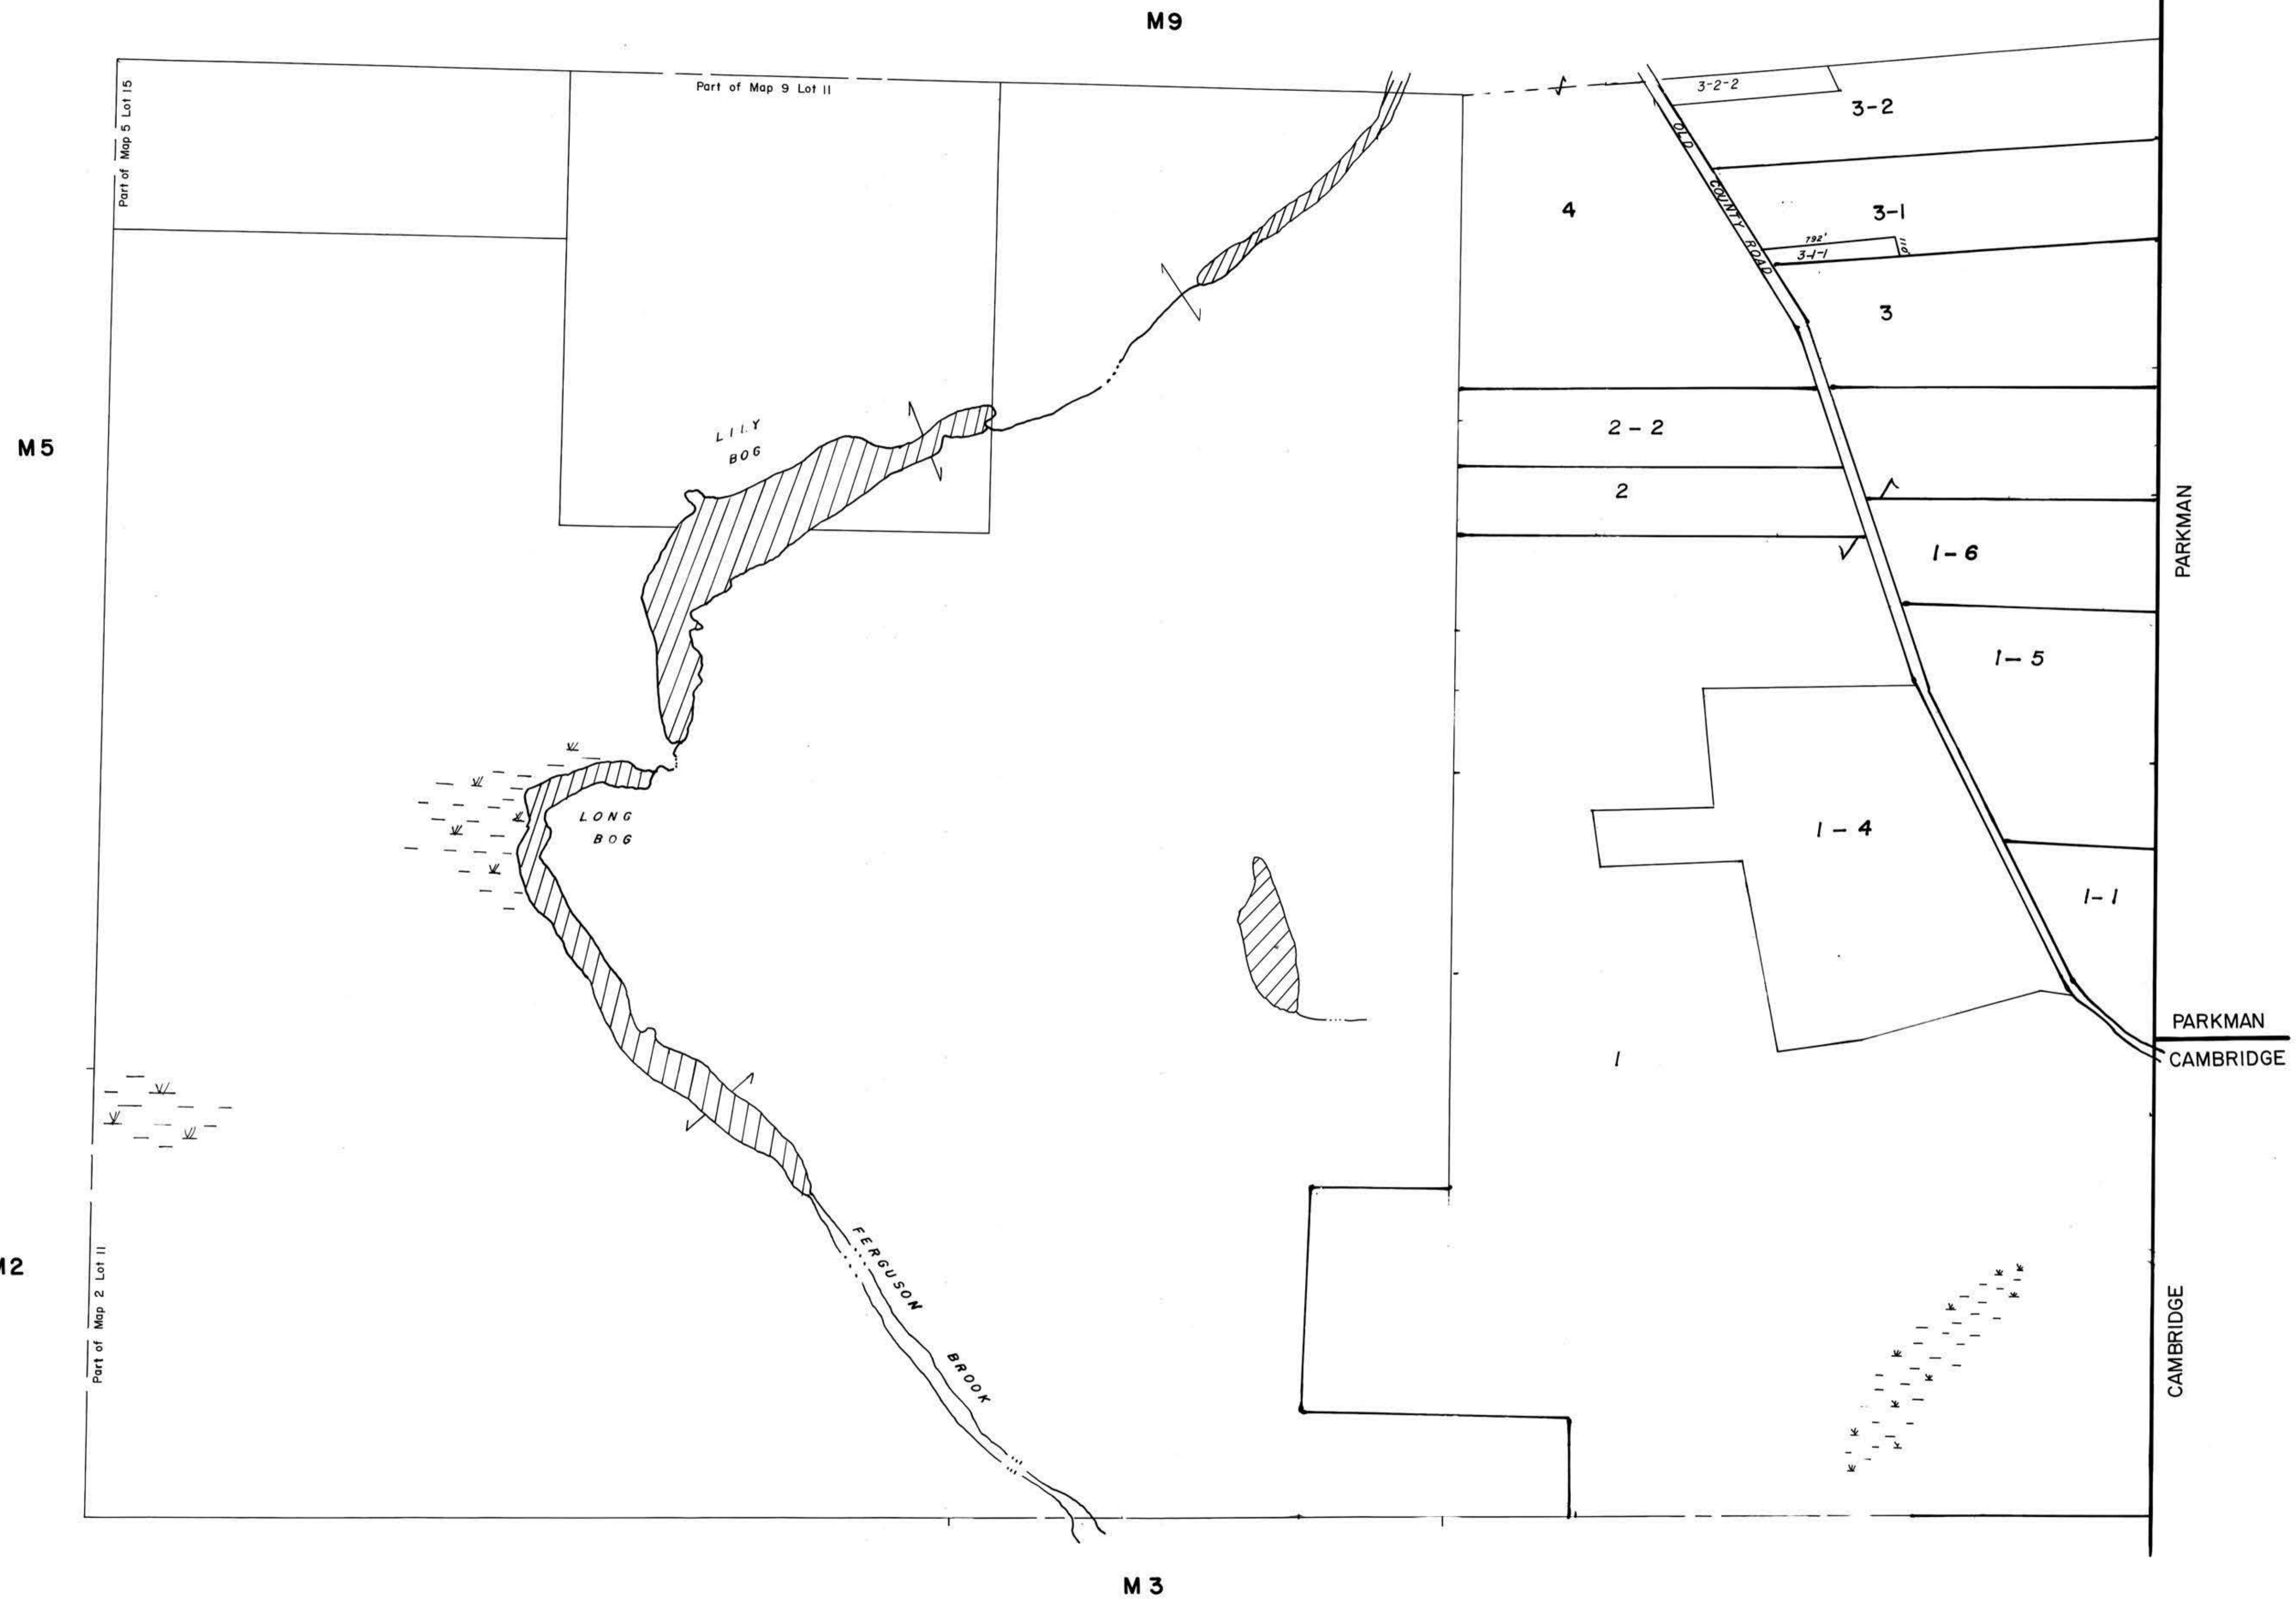 M9
Part of Map 5 Lot 15
Part of Map 9 Lot 11
3-2-2
3-2
OLD COUNTY ROAD
4
3-1
792'
110'
3-1-1
3
LILY
BOG
M5
2-2
2
PARKMAN
1-6
1-5
LONG
BOG
1-4
1-1
PARKMAN
CAMBRIDGE
1
FERGUSON BROOK
Part of Map 2 Lot 11
CAMBRIDGE
M3